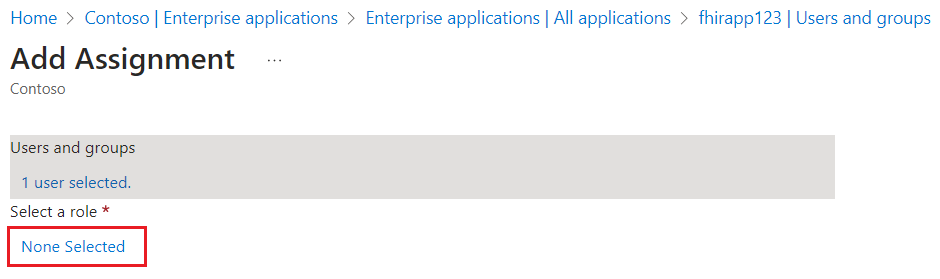 Home > Contoso | Enterprise applications > Enterprise applications | All applications > fhirapp123 | Users and groups
Add Assignment ...
Contoso
Users and groups
1 user selected.
Select a role *
None Selected